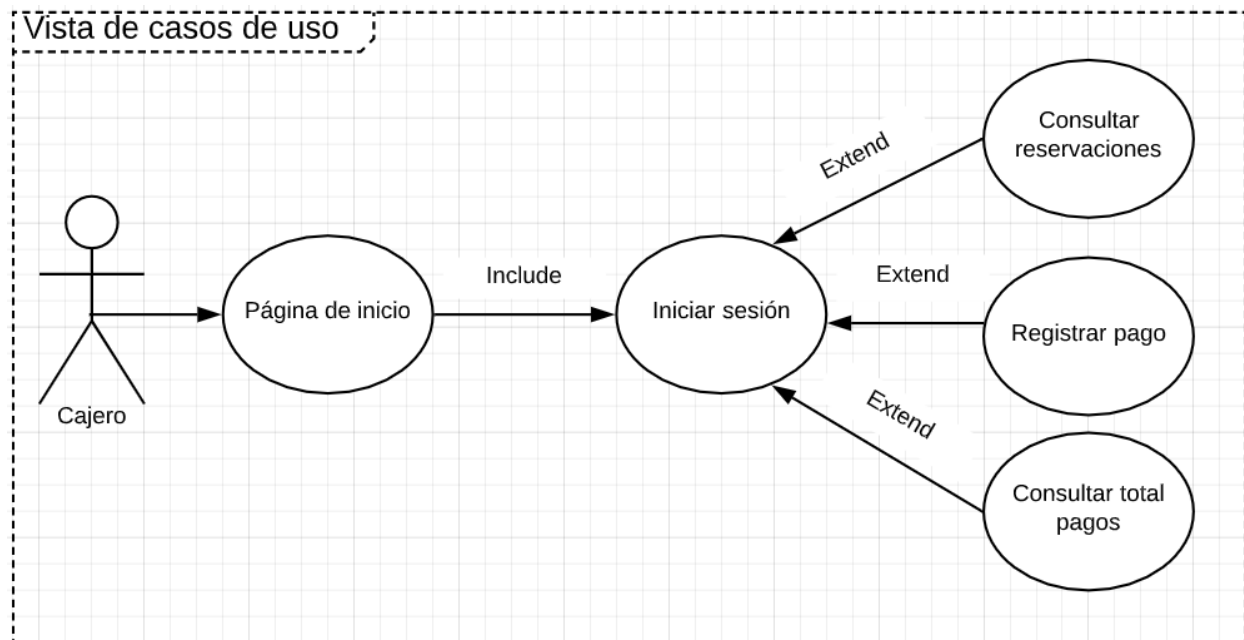 Vista de casos de uso
Consultar
reservaciones
Extend
Include
Extend
Página de inicio
Iniciar sesión
Registrar pago
Cajero
Extend
Consultar total
pagos